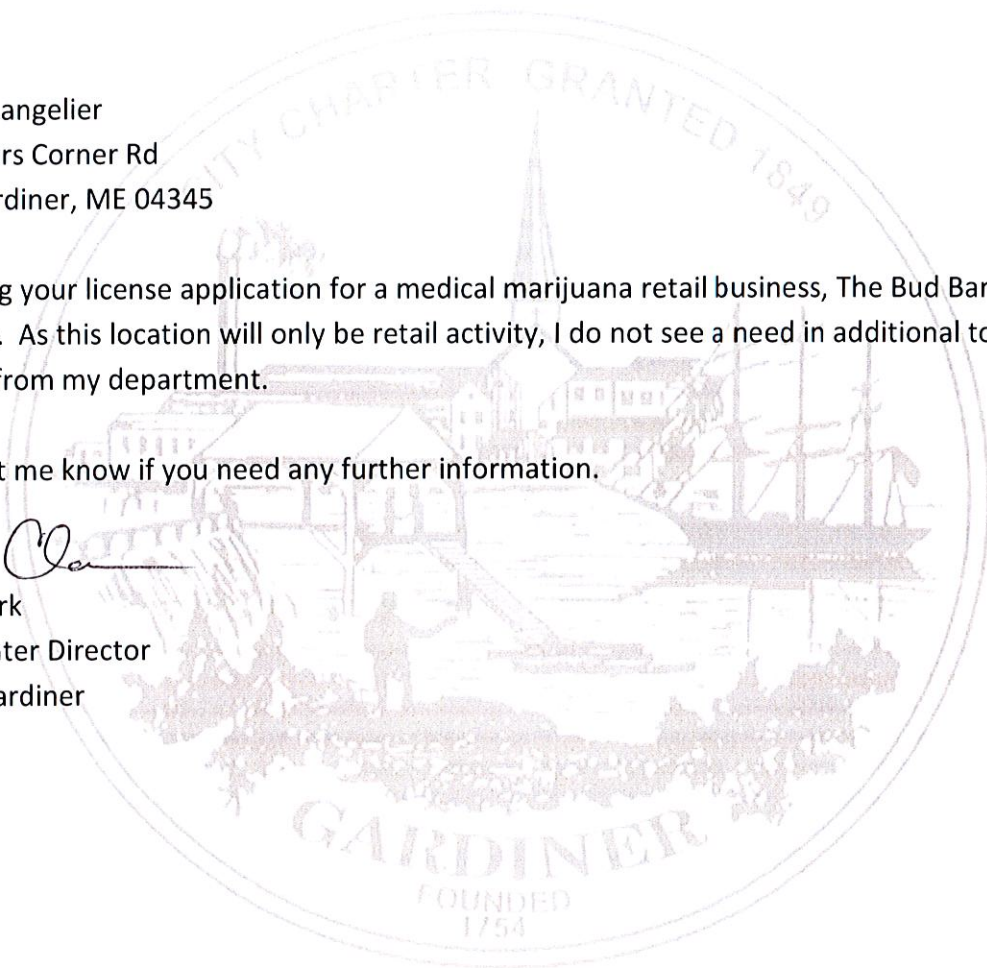 angelier
rs Corner Rd
rdiner, ME 04345
g your license application for a medical marijuana retail business, The Bud Bar
. As this location will only be retail activity, I do not see a need in additional to
from my department.
t me know if you need any further information.
rk
ter Director
ardiner
CITY CHARTER GRANTED 1849
GARDINER
FOUNDED
1754